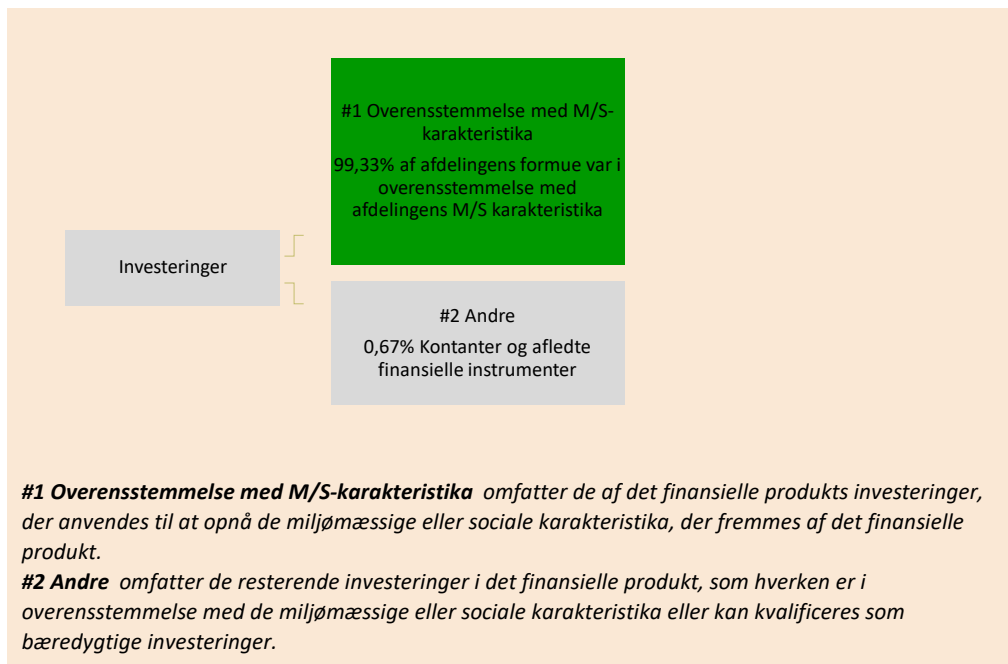 #1 Overensstemmelse med M/S-
karakteristika
99,33% af afdelingens formue var i
overensstemmelse med
afdelingens M/S karakteristika
Investeringer
#2 Andre
0,67% Kontanter og afledte
finansielle instrumenter
#1 Overensstemmelse med M/S-karakteristika omfatter de af det finansielle produkts investeringer,
der anvendes til at opnå de miljømæssige eller sociale karakteristika, der fremmes af det finansielle
produkt.
#2 Andre omfatter de resterende investeringer i det finansielle produkt, som hverken er i
overensstemmelse med de miljømæssige eller sociale karakteristika eller kan kvalificeres som
bæredygtige investeringer.